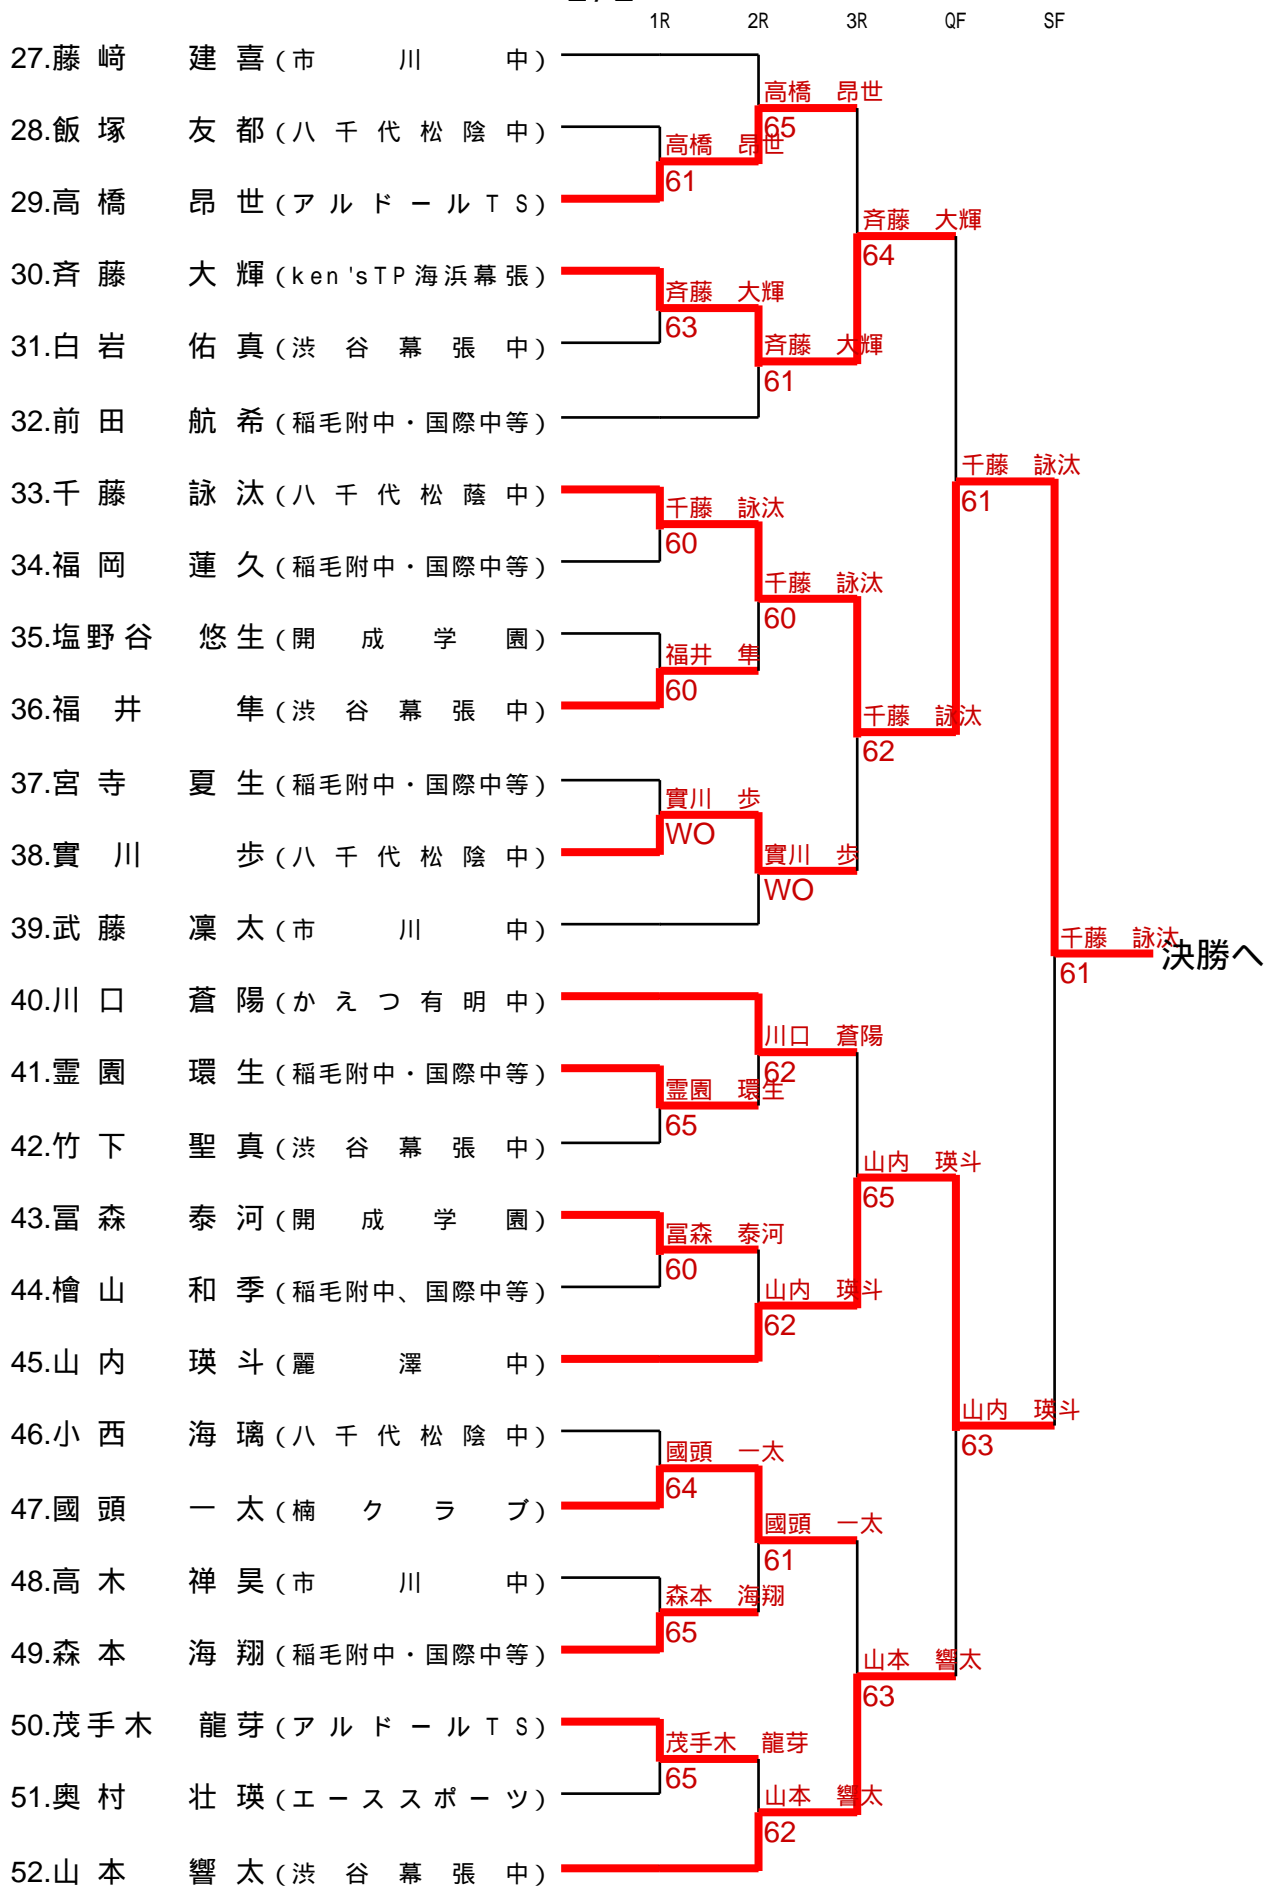 1R 2R 3R QF SF
27.藤﨑 建喜(市川中)
高橋 昂世
65
28.飯塚 友都(八千代松陰中)
高橋 昂世
61
29.高橋 昂世(アルドールTS)
斉藤 大輝
64
30.斉藤 大輝(ken'sTP海浜幕張)
斉藤 大輝
63
31.白岩 佑真(渋谷幕張中)
斉藤 大輝
61
32.前田 航希(稲毛附中・国際中等)
千藤 詠汰
61
33.千藤 詠汰(八千代松蔭中)
千藤 詠汰
60
34.福岡 蓮久(稲毛附中・国際中等)
千藤 詠汰
60
35.塩野谷 悠生(開成学園)
福井 隼
60
36.福井 隼(渋谷幕張中)
千藤 詠汰
62
37.宮寺 夏生(稲毛附中・国際中等)
實川 歩
WO
38.實川 歩(八千代松陰中)
實川 歩
WO
39.武藤 凜太(市川中)
千藤 詠汰
61
決勝へ
40.川口 蒼陽(かえつ有明中)
川口 蒼陽
62
41.霊園 環生(稲毛附中・国際中等)
霊園 環生
65
42.竹下 聖真(渋谷幕張中)
山内 瑛斗
65
43.冨森 泰河(開成学園)
冨森 泰河
60
44.檜山 和季(稲毛附中、国際中等)
山内 瑛斗
62
45.山内 瑛斗(麗澤中)
山内 瑛斗
63
46.小西 海璃(八千代松陰中)
國頭 一太
64
47.國頭 一太(楠クラブ)
國頭 一太
61
48.高木 禅昊(市川中)
森本 海翔
65
49.森本 海翔(稲毛附中・国際中等)
山本 響太
63
50.茂手木 龍芽(アルドールTS)
茂手木 龍芽
65
51.奥村 壮瑛(エーススポーツ)
山本 響太
62
52.山本 響太(渋谷幕張中)